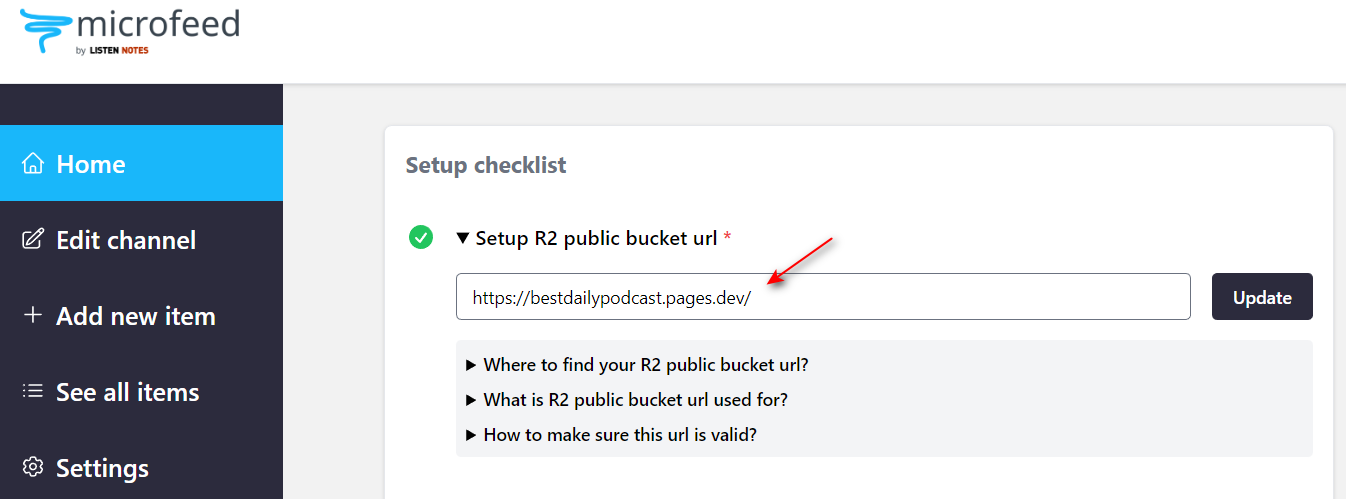 microfeed
by LISTEN NOTES
Home
Edit channel
Add new item
See all items
Settings
Setup checklist
Setup R2 public bucket url *
https://bestdailypodcast.pages.dev/
Update
Where to find your R2 public bucket url?
What is R2 public bucket url used for?
How to make sure this url is valid?